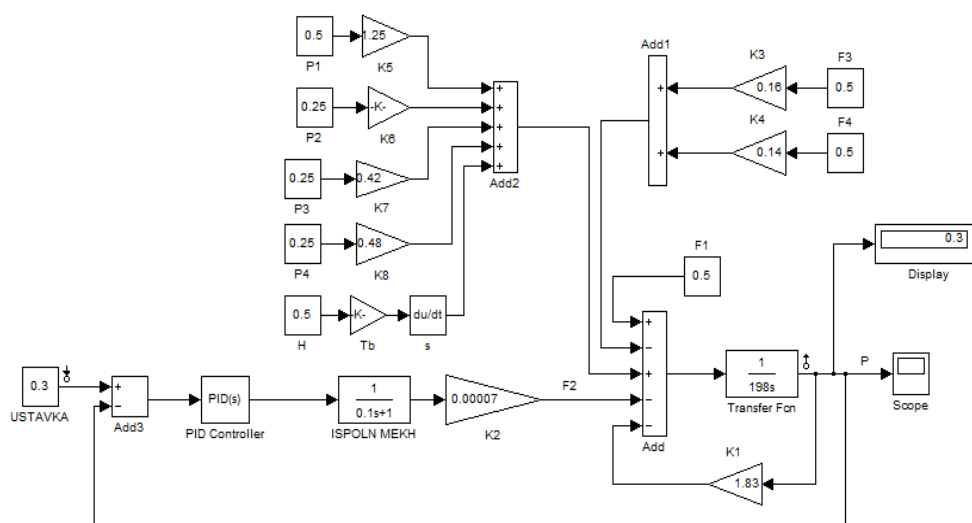 0.5
P1
1.25
K5
0.25
P2
-K-
K6
0.25
P3
0.42
K7
0.25
P4
0.48
K8
0.5
H
-K-
Tb
du/dt
s
+
+
+
+
+
Add2
Add1
+
+
K3
0.16
F3
0.5
K4
0.14
F4
0.5
F1
0.5
0.3
Display
0.3
USTAVKA
+
−
Add3
PID(s)
PID Controller
1
0.1s+1
ISPOLN MEKH
0.00007
K2
F2
+
−
+
−
−
Add
1
198s
Transfer Fcn
P
Scope
K1
1.83